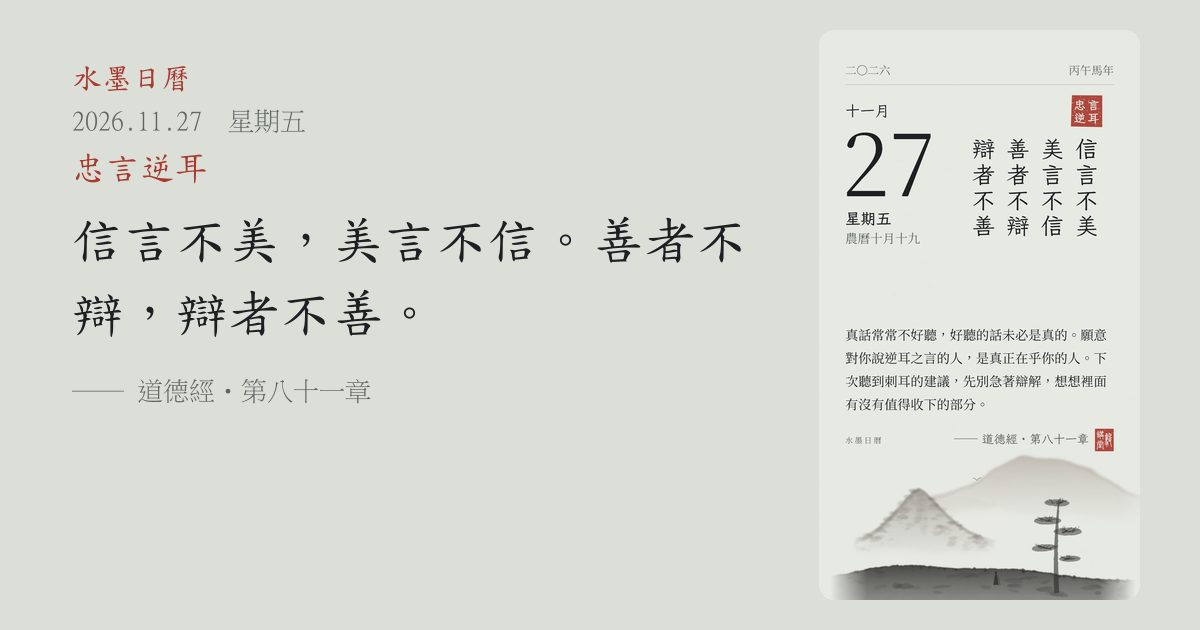 水墨日曆
2026.11.27 星期五
忠言逆耳
信言不美，美言不信。善者不
辯，辯者不善。
—— 道德經・第八十一章
二〇二六
丙午馬年
十一月
27
星期五
農曆十月十九
忠言逆耳
信言不美
美言不信
善者不辯
辯者不善
真話常常不好聽，好聽的話未必是真的。願意
對你說逆耳之言的人，是真正在乎你的人。下
次聽到刺耳的建議，先別急著辯解，想想裡面
有沒有值得收下的部分。
水墨日曆
—— 道德經・第八十一章